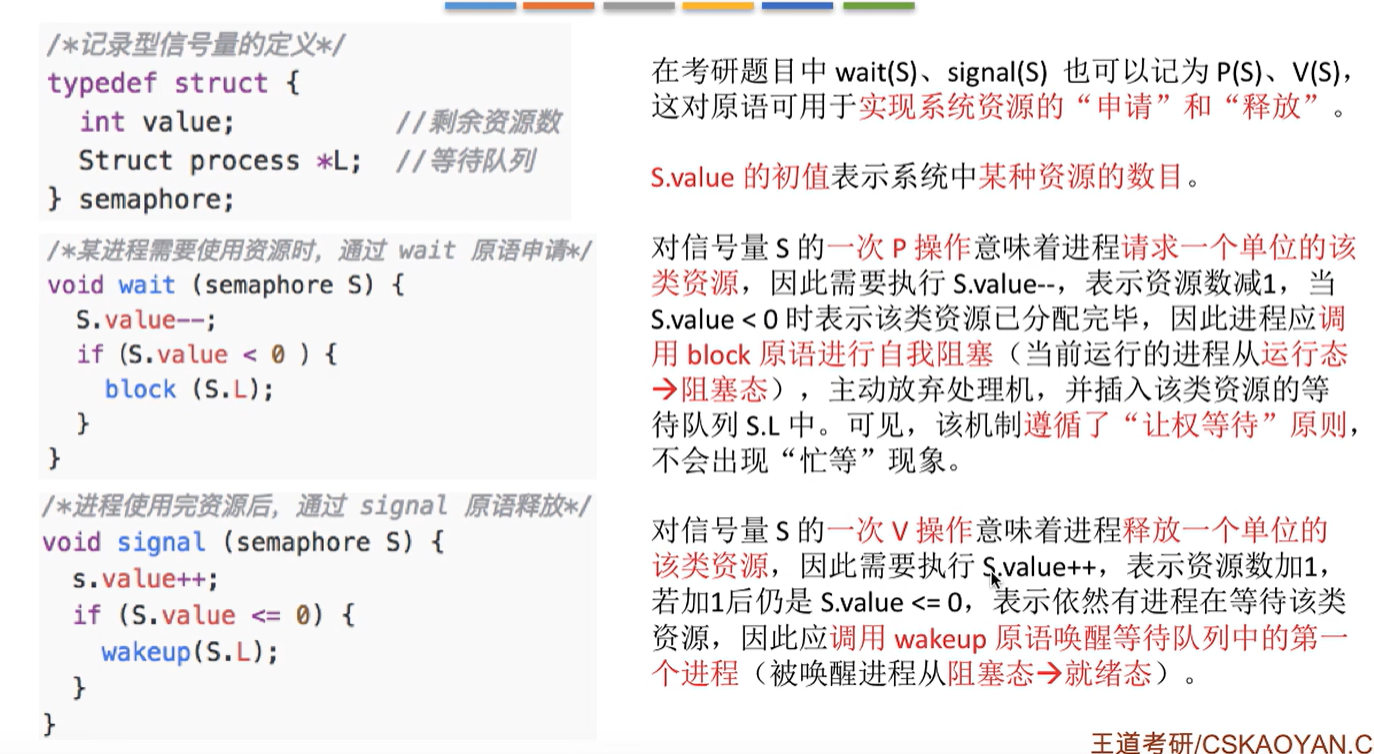 /*记录型信号量的定义*/
typedef struct {
int value; //剩余资源数
Struct process *L; //等待队列
} semaphore;
/*某进程需要使用资源时，通过 wait 原语申请*/
void wait (semaphore S) {
S.value--;
if (S.value < 0 ) {
block (S.L);
}
}
/*进程使用完资源后，通过 signal 原语释放*/
void signal (semaphore S) {
s.value++;
if (S.value <= 0) {
wakeup(S.L);
}
}
在考研题目中 wait(S)、signal(S) 也可以记为 P(S)、V(S)，
这对原语可用于实现系统资源的“申请”和“释放”。
S.value 的初值表示系统中某种资源的数目。
对信号量 S 的一次 P 操作意味着进程请求一个单位的该
类资源，因此需要执行 S.value--，表示资源数减1，当
S.value < 0 时表示该类资源已分配完毕，因此进程应调
用 block 原语进行自我阻塞（当前运行的进程从运行态
→阻塞态），主动放弃处理机，并插入该类资源的等
待队列 S.L 中。可见，该机制遵循了“让权等待”原则，
不会出现“忙等”现象。
对信号量 S 的一次 V 操作意味着进程释放一个单位的
该类资源，因此需要执行 S.value++，表示资源数加1，
若加1后仍是 S.value <= 0，表示依然有进程在等待该类
资源，因此应调用 wakeup 原语唤醒等待队列中的第一
个进程（被唤醒进程从阻塞态→就绪态）。
王道考研/CSKAOYAN.C